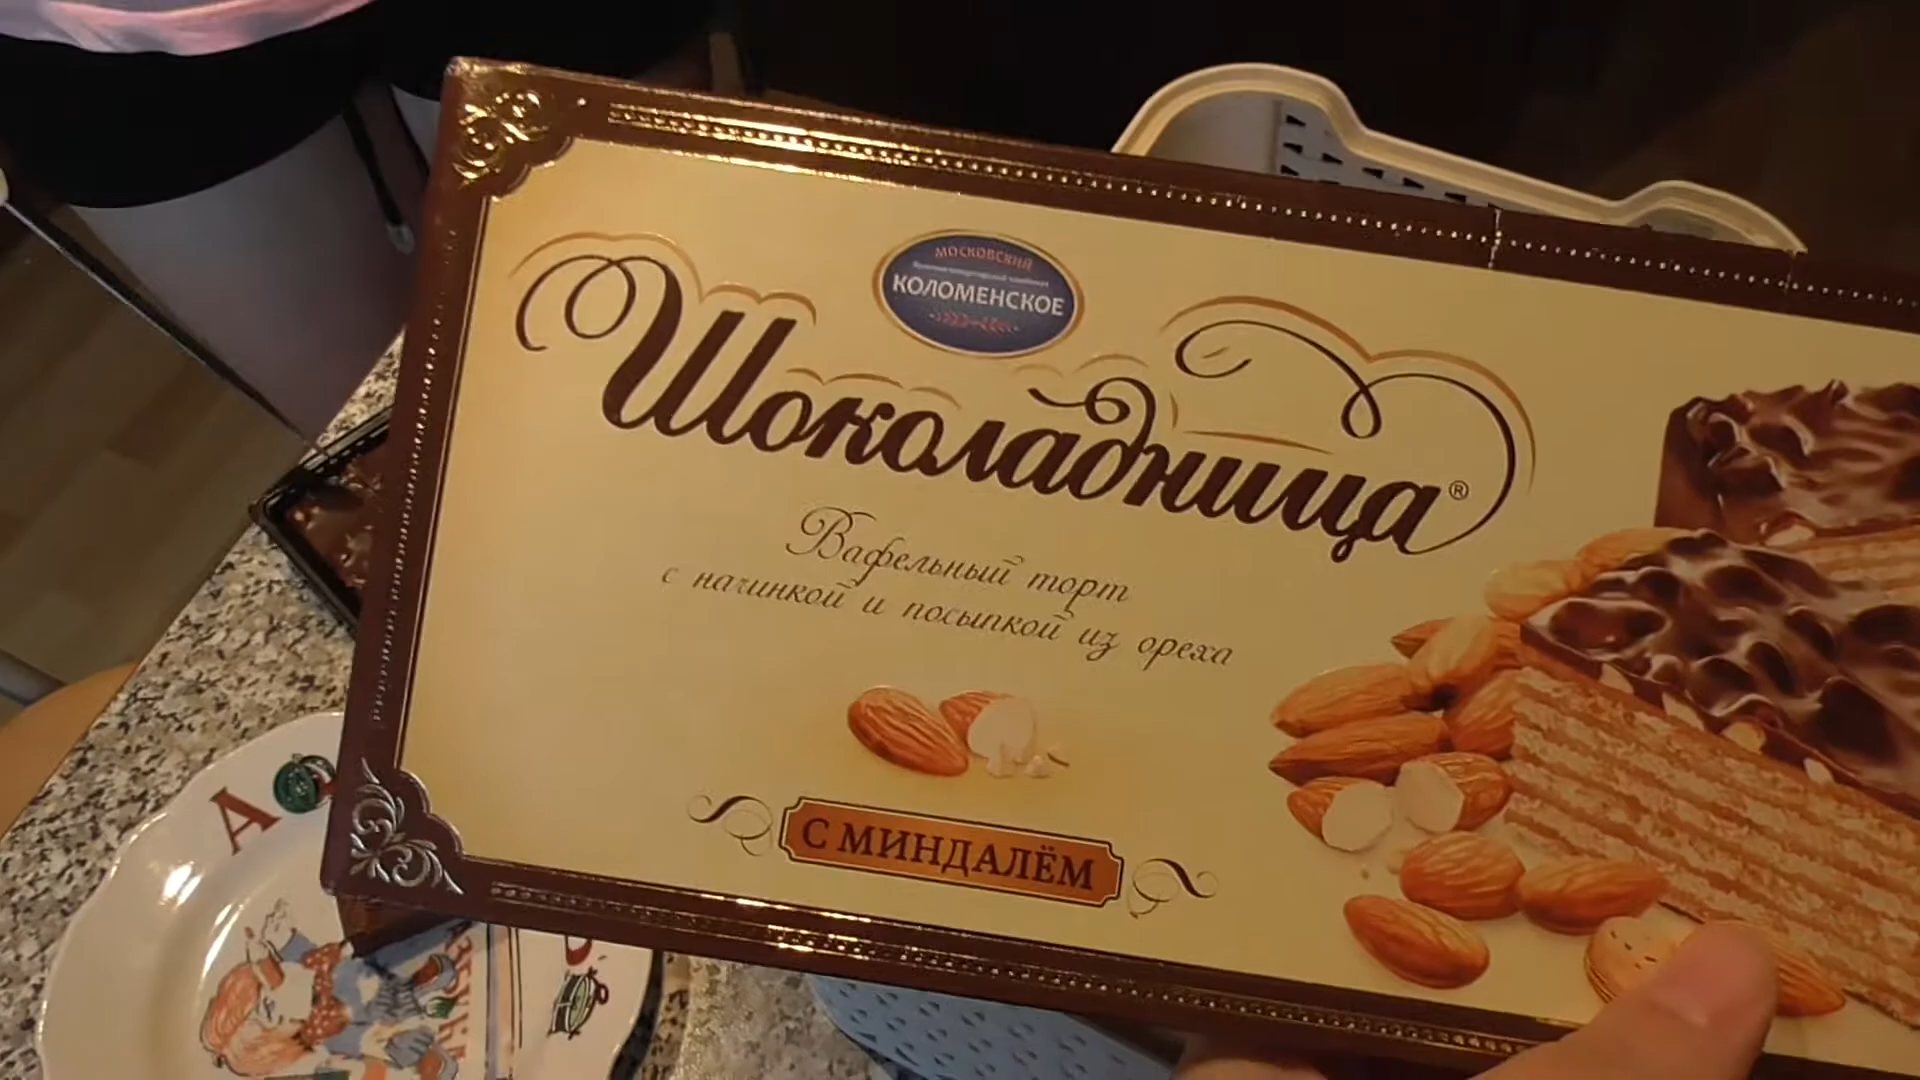 МОСКОВСКИЙ
КОЛОМЕНСКОЕ
Шоколадница®
Вафельный торт
с начинкой и посыпкой из ореха
С МИНДАЛЁМ
А